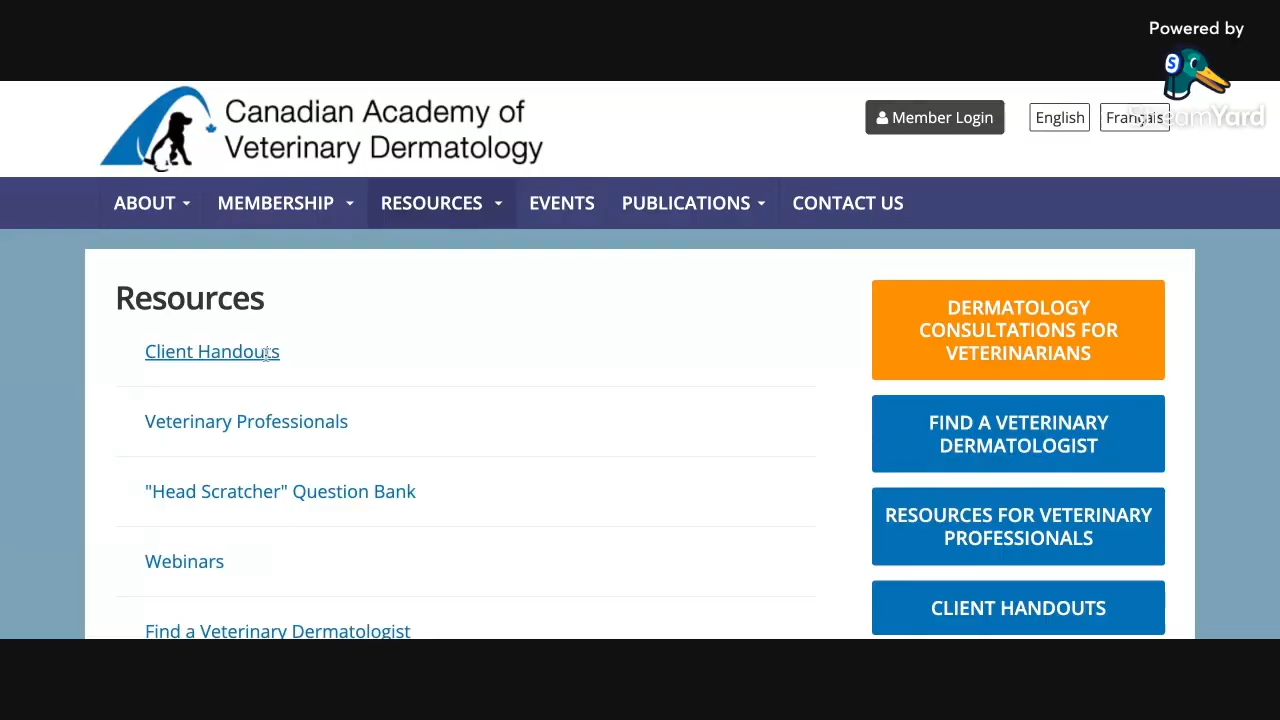 Powered by
StreamYard
Canadian Academy of
Veterinary Dermatology
Member Login
English
Français
ABOUT
MEMBERSHIP
RESOURCES
EVENTS
PUBLICATIONS
CONTACT US
Resources
Client Handouts
Veterinary Professionals
"Head Scratcher" Question Bank
Webinars
Find a Veterinary Dermatologist
DERMATOLOGY
CONSULTATIONS FOR
VETERINARIANS
FIND A VETERINARY
DERMATOLOGIST
RESOURCES FOR VETERINARY
PROFESSIONALS
CLIENT HANDOUTS